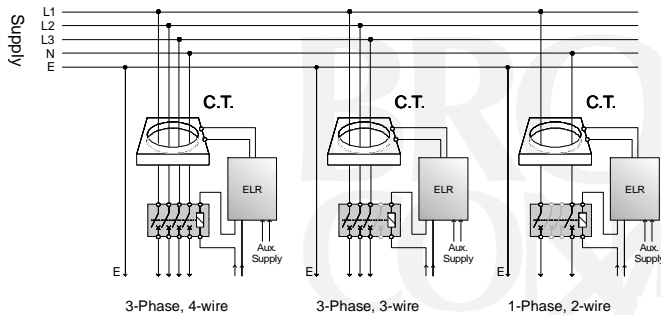 Supply
L1
L2
L3
N
E
C.T.
C.T.
C.T.
ELR
ELR
ELR
Aux.
Supply
Aux.
Supply
Aux.
Supply
E
E
E
3-Phase, 4-wire
3-Phase, 3-wire
1-Phase, 2-wire
BRO